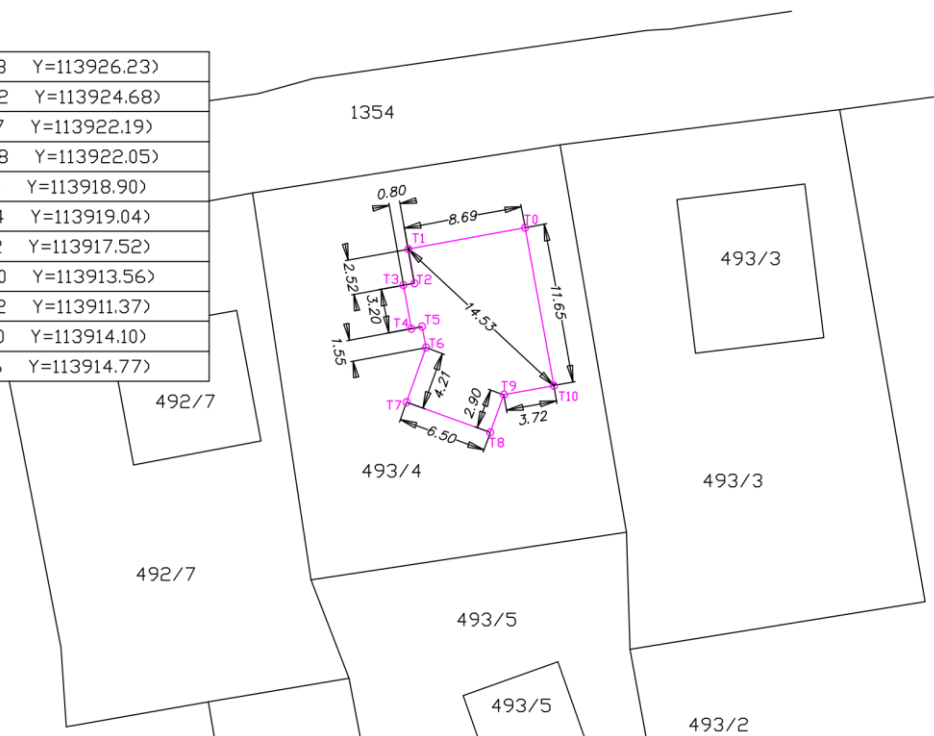 3 Y=113926.23)
2 Y=113924.68)
7 Y=113922.19)
8 Y=113922.05)
Y=113918.90)
4 Y=113919.04)
2 Y=113917.52)
0 Y=113913.56)
2 Y=113911.37)
0 Y=113914.10)
Y=113914.77)
1354
0.80
8.69
T0
T1
2.52
T3
T2
3.20
14.53
11.65
493/3
T4
T5
1.55
T6
4.21
T9
T10
2.90
3.72
T7
6.50
T8
492/7
493/4
493/3
492/7
493/5
493/5
493/2